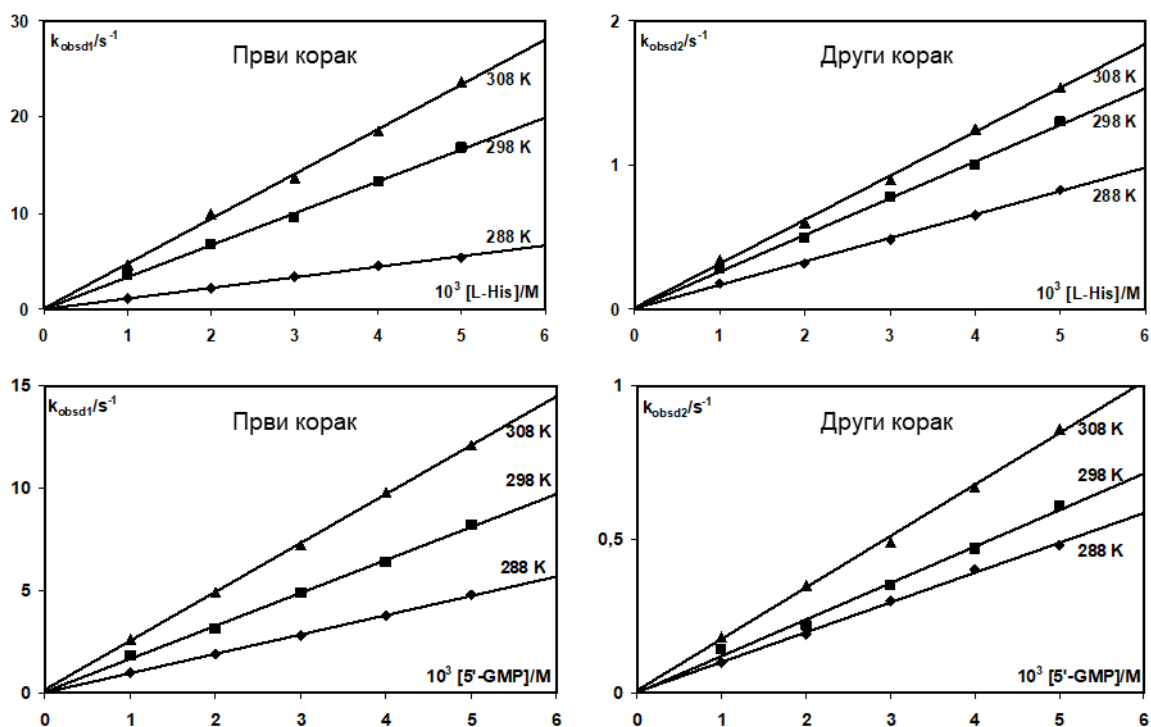 k_obsd1/s⁻¹
Први корак
30
20
10
0
308 K
298 K
288 K
10³ [L-His]/M
0 1 2 3 4 5 6
k_obsd2/s⁻¹
Други корак
2
1
0
308 K
298 K
288 K
10³ [L-His]/M
0 1 2 3 4 5 6
k_obsd1/s⁻¹
Први корак
15
10
5
0
308 K
298 K
288 K
10³ [5'-GMP]/M
0 1 2 3 4 5 6
k_obsd2/s⁻¹
Други корак
1
0,5
0
308 K
298 K
288 K
10³ [5'-GMP]/M
0 1 2 3 4 5 6